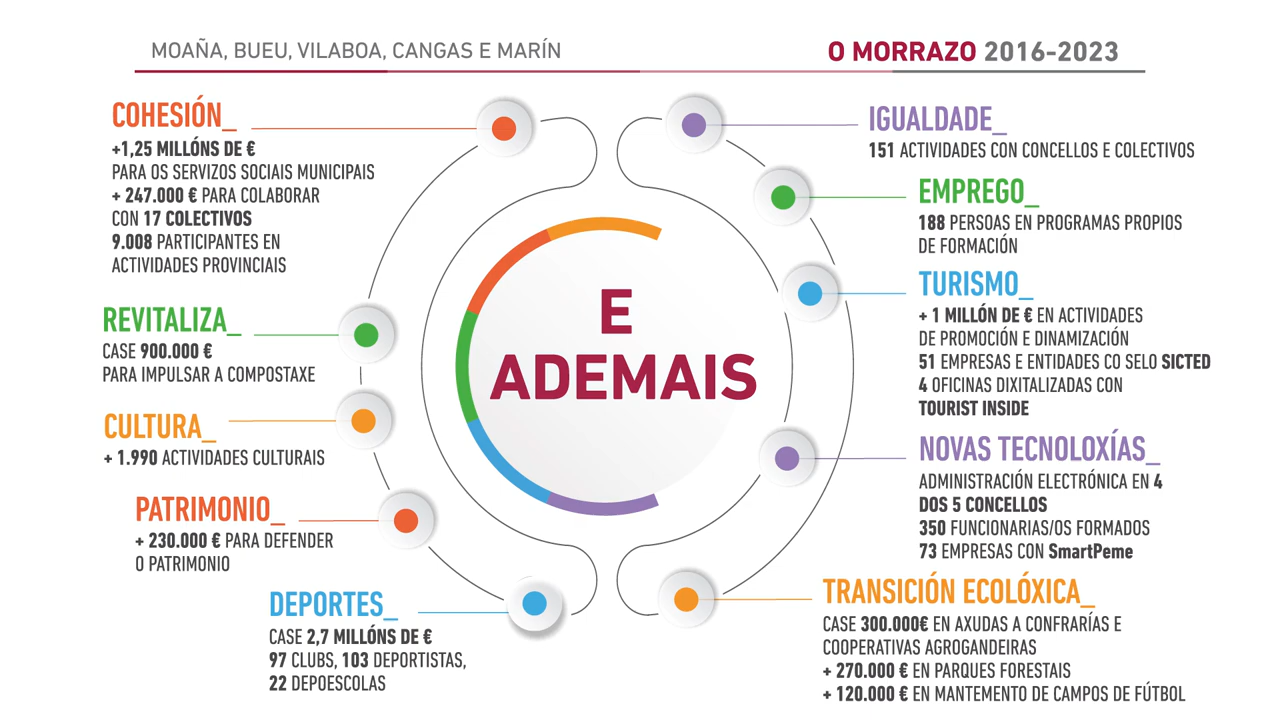 MOAÑA, BUEU, VILABOA, CANGAS E MARÍN
O MORRAZO 2016-2023
COHESIÓN_
+1,25 MILLÓNS DE €
PARA OS SERVIZOS SOCIAIS MUNICIPAIS
+ 247.000 € PARA COLABORAR
CON 17 COLECTIVOS
9.008 PARTICIPANTES EN
ACTIVIDADES PROVINCIAIS
REVITALIZA_
CASE 900.000 €
PARA IMPULSAR A COMPOSTAXE
CULTURA_
+ 1.990 ACTIVIDADES CULTURAIS
PATRIMONIO_
+ 230.000 € PARA DEFENDER
O PATRIMONIO
DEPORTES_
CASE 2,7 MILLÓNS DE €
97 CLUBS, 103 DEPORTISTAS,
22 DEPOESCOLAS
E
ADEMAIS
IGUALDADE_
151 ACTIVIDADES CON CONCELLOS E COLECTIVOS
EMPREGO_
188 PERSOAS EN PROGRAMAS PROPIOS
DE FORMACIÓN
TURISMO_
+ 1 MILLÓN DE € EN ACTIVIDADES
DE PROMOCIÓN E DINAMIZACIÓN
51 EMPRESAS E ENTIDADES CO SELO SICTED
4 OFICINAS DIXITALIZADAS CON
TOURIST INSIDE
NOVAS TECNOLOXÍAS_
ADMINISTRACIÓN ELECTRÓNICA EN 4
DOS 5 CONCELLOS
350 FUNCIONARIAS/OS FORMADOS
73 EMPRESAS CON SmartPeme
TRANSICIÓN ECOLÓXICA_
CASE 300.000€ EN AXUDAS A CONFRARÍAS E
COOPERATIVAS AGROGANDEIRAS
+ 270.000 € EN PARQUES FORESTAIS
+ 120.000 € EN MANTEMENTO DE CAMPOS DE FÚTBOL